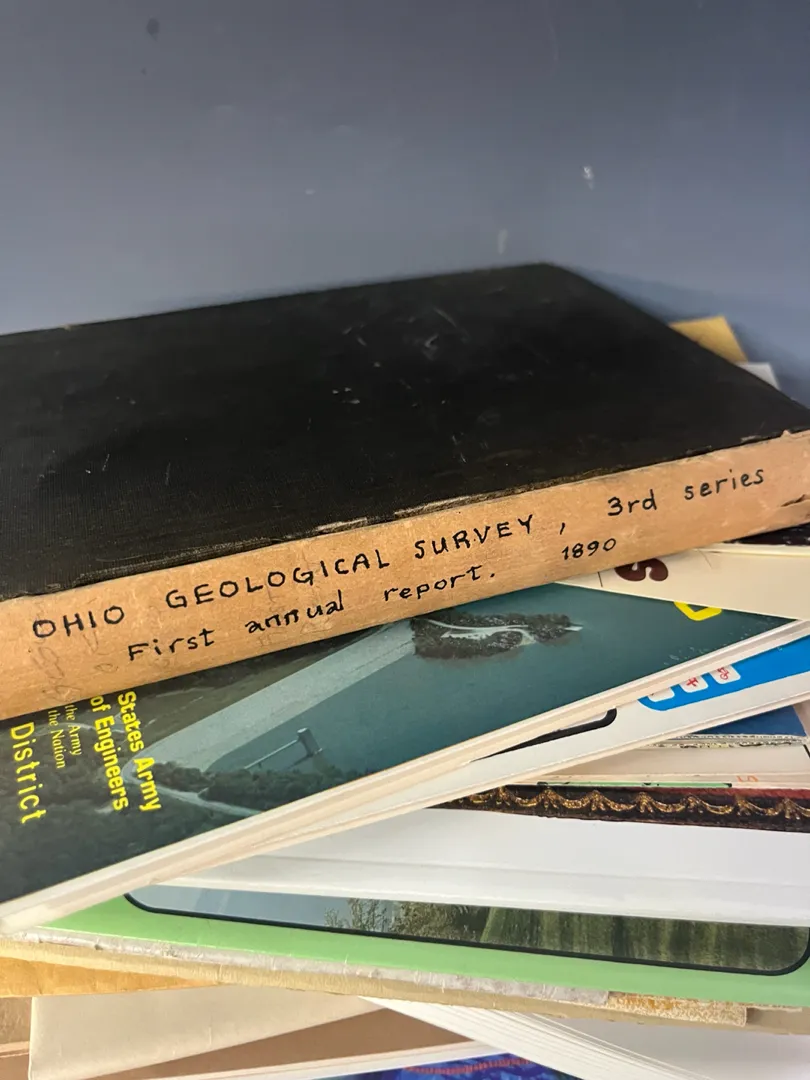 OHIO GEOLOGICAL SURVEY, 3rd series
First annual report. 1890
States Army
of Engineers
the Army
the Nation
District